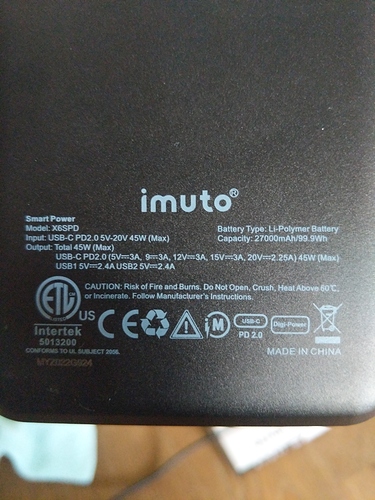 imuto®
Smart Power
Model: X6SPD
Battery Type: Li-Polymer Battery
Input: USB-C PD2.0 5V-20V 45W (Max)
Capacity: 27000mAh/99.9Wh
Output: Total 45W (Max)
USB-C PD2.0 (5V⎓3A, 9⎓3A, 12V⎓3A, 15V⎓3A, 20V⎓2.25A) 45W (Max)
USB1 5V⎓2.4A USB2 5V⎓2.4A
CAUTION: Risk of Fire and Burns. Do Not Open, Crush, Heat Above 60℃,
or Incinerate. Follow Manufacturer's Instructions.
ETL
US
CE
M
USB-C
PD 2.0
Digi-Power
Intertek
5013200
CONFORMS TO UL SUBJECT 2056.
MADE IN CHINA